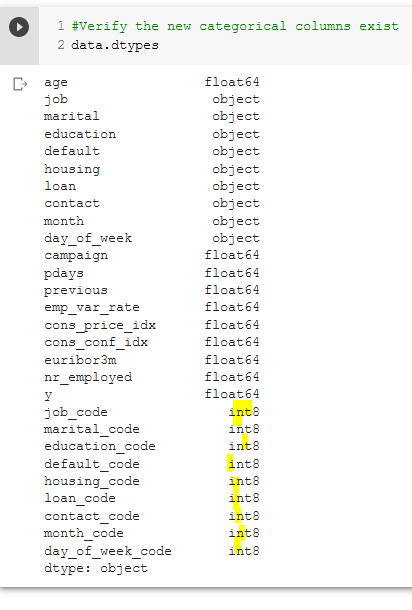 1 #Verify the new categorical columns exist
2 data.dtypes
age float64
job object
marital object
education object
default object
housing object
loan object
contact object
month object
day_of_week object
campaign float64
pdays float64
previous float64
emp_var_rate float64
cons_price_idx float64
cons_conf_idx float64
euribor3m float64
nr_employed float64
y float64
job_code int8
marital_code int8
education_code int8
default_code int8
housing_code int8
loan_code int8
contact_code int8
month_code int8
day_of_week_code int8
dtype: object